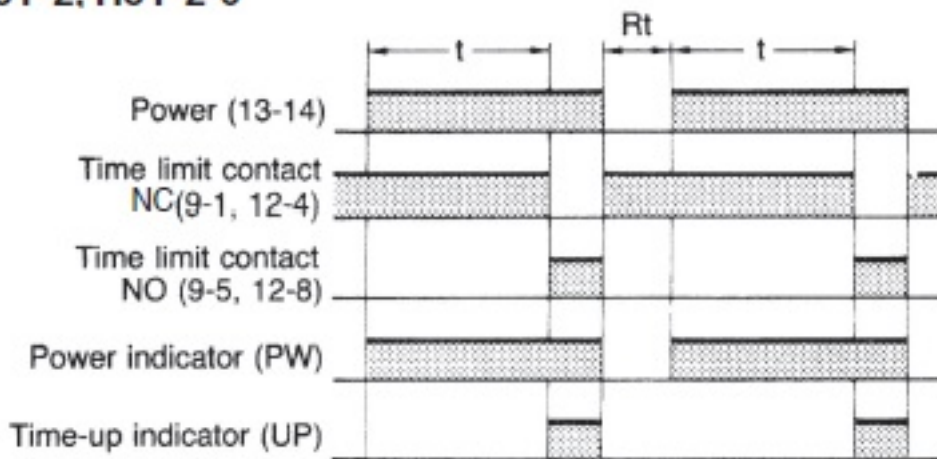 t Rt t
Power (13-14)
Time limit contact
NC(9-1, 12-4)
Time limit contact
NO (9-5, 12-8)
Power indicator (PW)
Time-up indicator (UP)